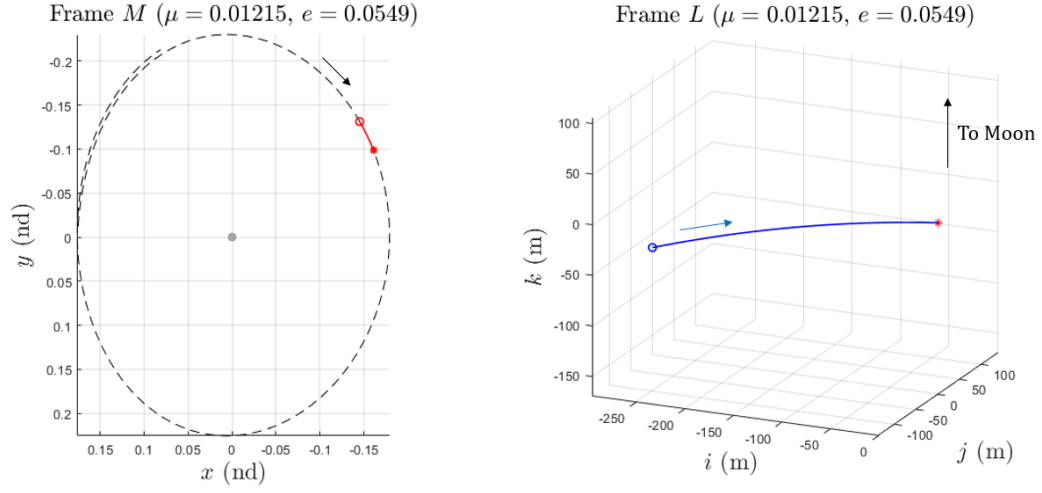 Frame M (μ = 0.01215, e = 0.0549)
-0.2
-0.15
-0.1
-0.05
0
0.05
0.1
0.15
0.2
y (nd)
0.15 0.1 0.05 0 -0.05 -0.1 -0.15
x (nd)
Frame L (μ = 0.01215, e = 0.0549)
To Moon
100
50
0
-50
-100
-150
k (m)
-250 -200 -150 -100 -50 0
i (m)
-100 -50 0 50 100
j (m)